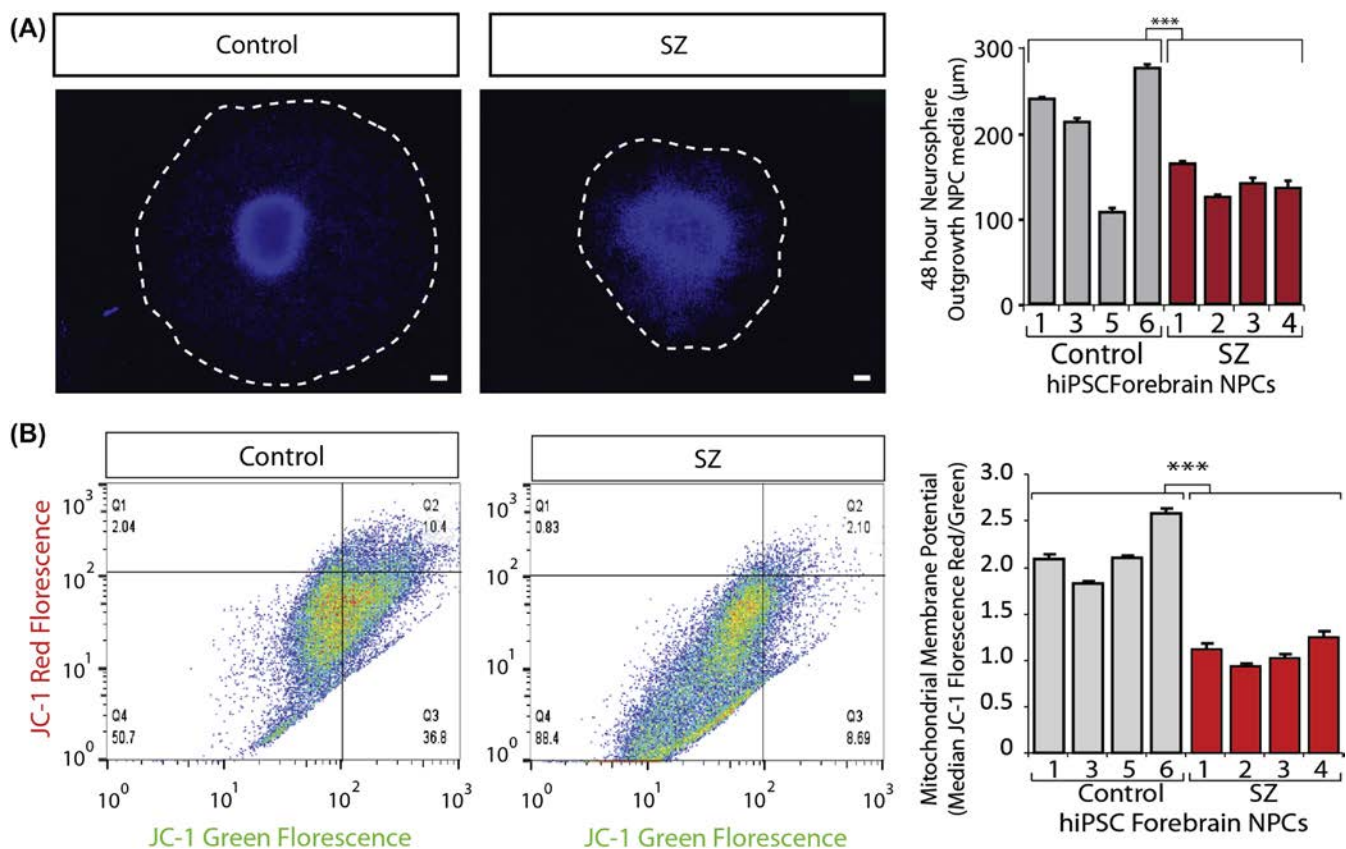 (A)
Control
SZ
***
48 hour Neurosphere
Outgrowth NPC media (µm)
300
200
100
0
1 3 5 6 1 2 3 4
Control SZ
hiPSCForebrain NPCs
(B)
Control
SZ
JC-1 Red Florescence
10³
10²
10¹
10⁰
Q1
2.04
Q2
10.4
Q4
50.7
Q3
36.8
10⁰ 10¹ 10² 10³
JC-1 Green Florescence
10³
10²
10¹
10⁰
Q1
0.83
Q2
2.10
Q4
88.4
Q3
8.69
10⁰ 10¹ 10² 10³
JC-1 Green Florescence
***
Mitochondrial Membrane Potential
(Median JC-1 Florescence Red/Green)
3.0
2.5
2.0
1.5
1.0
0.5
0
1 3 5 6 1 2 3 4
Control SZ
hiPSC Forebrain NPCs